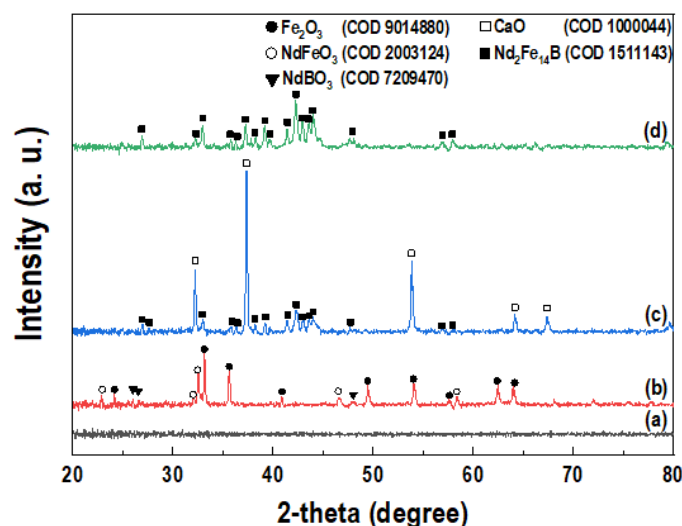 ● Fe₂O₃ (COD 9014880) □ CaO (COD 1000044)
○ NdFeO₃ (COD 2003124) ■ Nd₂Fe₁₄B (COD 1511143)
▼ NdBO₃ (COD 7209470)
(d)
(c)
(b)
(a)
Intensity (a. u.)
20 30 40 50 60 70 80
2-theta (degree)